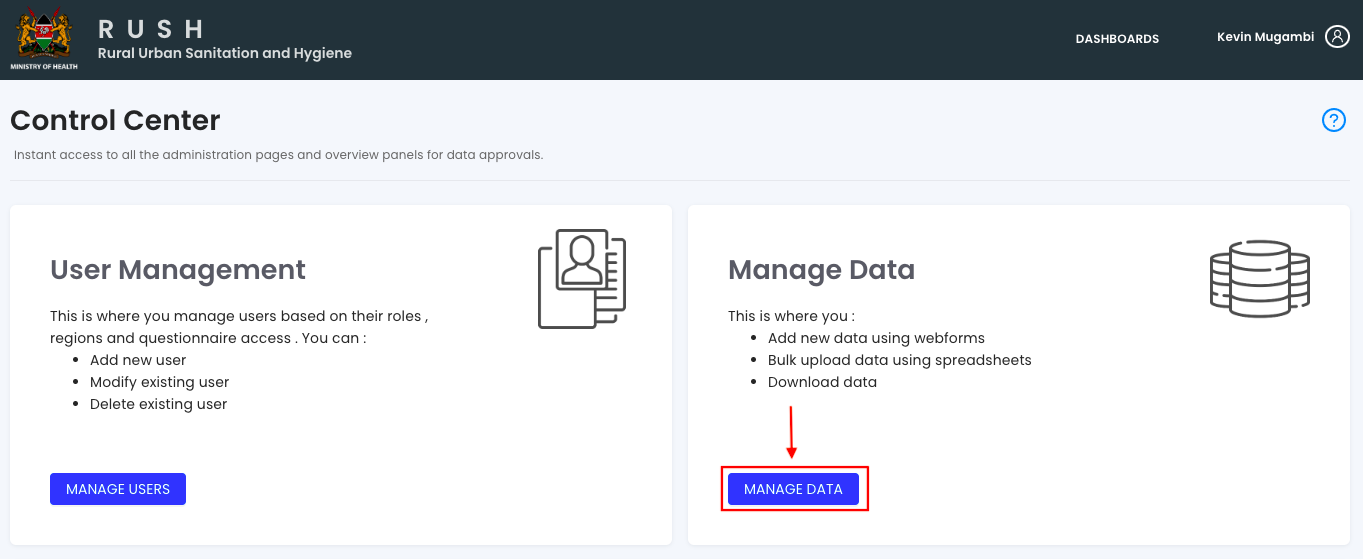 MINISTRY OF HEALTH
R U S H
Rural Urban Sanitation and Hygiene
DASHBOARDS
Kevin Mugambi
Control Center
?
Instant access to all the administration pages and overview panels for data approvals.
User Management
This is where you manage users based on their roles ,
regions and questionnaire access . You can :
• Add new user
• Modify existing user
• Delete existing user
MANAGE USERS
Manage Data
This is where you :
• Add new data using webforms
• Bulk upload data using spreadsheets
• Download data
MANAGE DATA